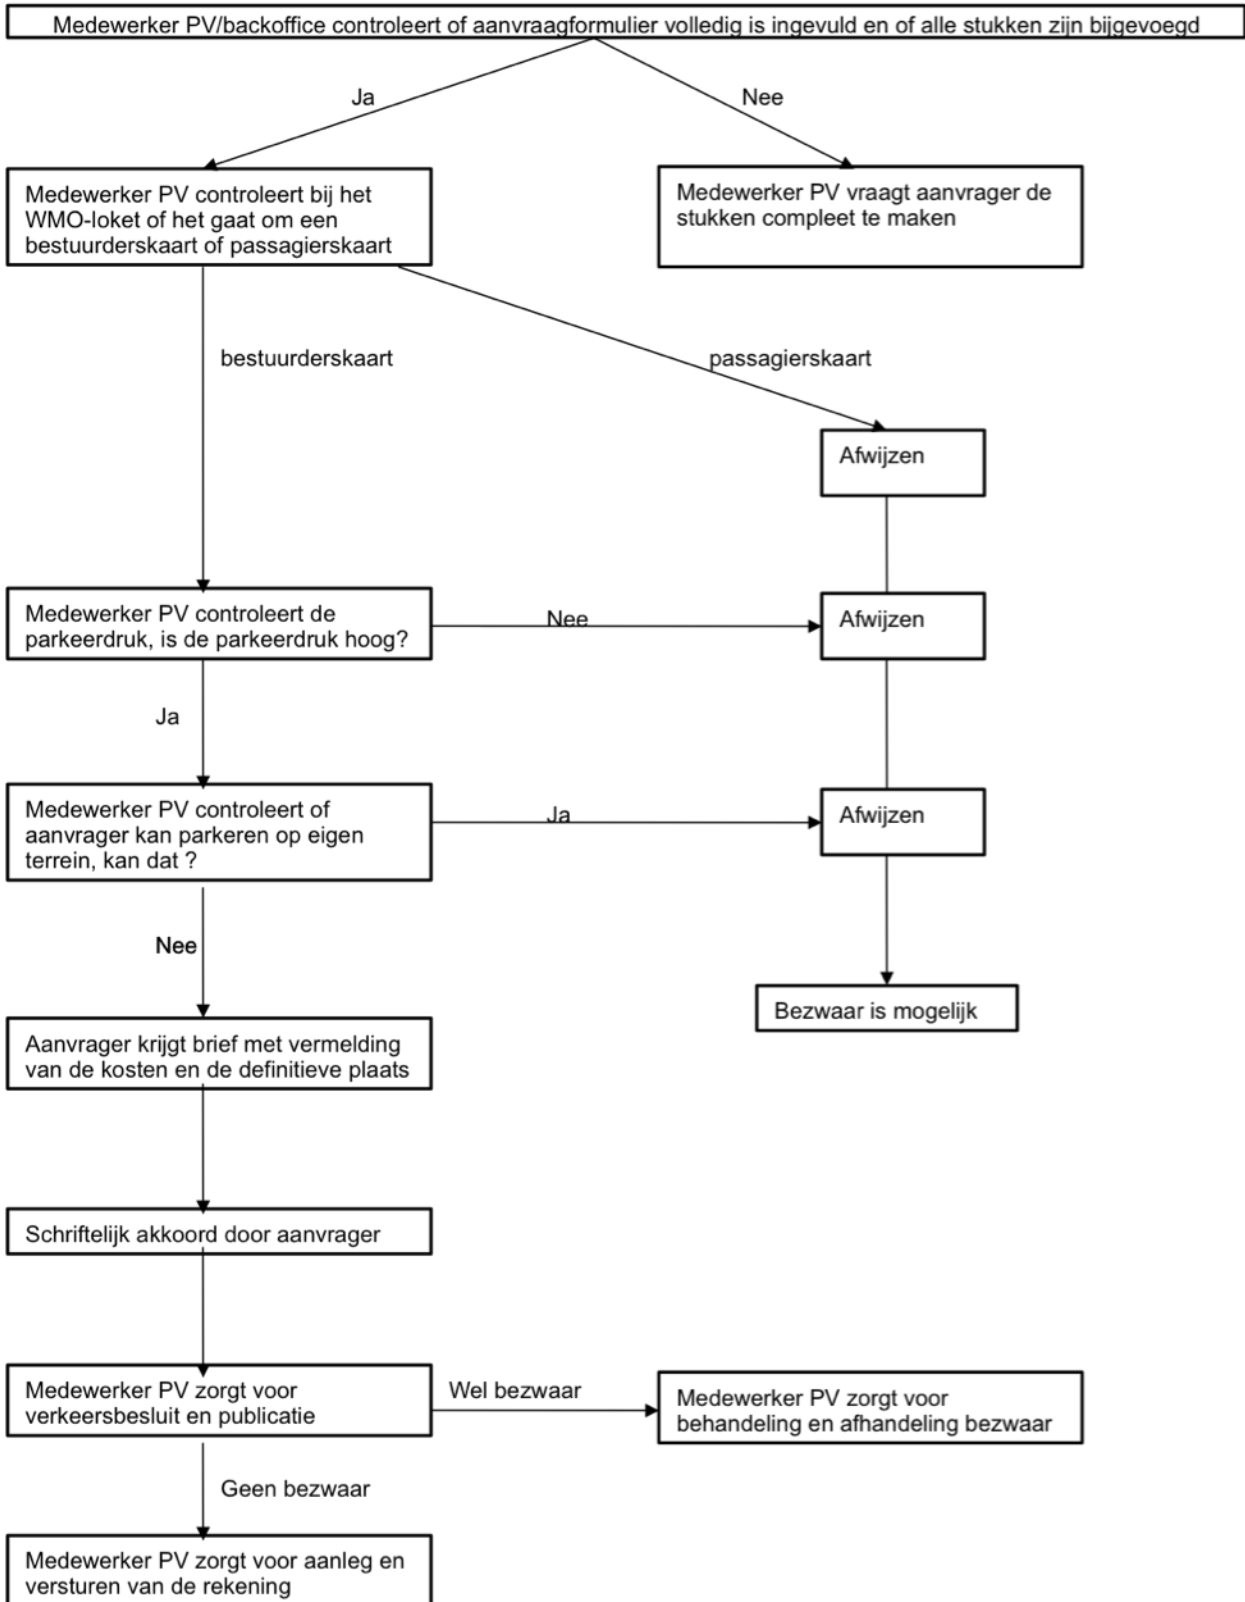 Medewerker PV/backoffice controleert of aanvraagformulier volledig is ingevuld en of alle stukken zijn bijgevoegd
Ja
Nee
Medewerker PV controleert bij het
WMO-loket of het gaat om een
bestuurderskaart of passagierskaart
Medewerker PV vraagt aanvrager de
stukken compleet te maken
bestuurderskaart
passagierskaart
Afwijzen
Medewerker PV controleert de
parkeerdruk, is de parkeerdruk hoog?
Nee
Afwijzen
Ja
Medewerker PV controleert of
aanvrager kan parkeren op eigen
terrein, kan dat ?
Ja
Afwijzen
Nee
Bezwaar is mogelijk
Aanvrager krijgt brief met vermelding
van de kosten en de definitieve plaats
Schriftelijk akkoord door aanvrager
Medewerker PV zorgt voor
verkeersbesluit en publicatie
Wel bezwaar
Medewerker PV zorgt voor
behandeling en afhandeling bezwaar
Geen bezwaar
Medewerker PV zorgt voor aanleg en
versturen van de rekening